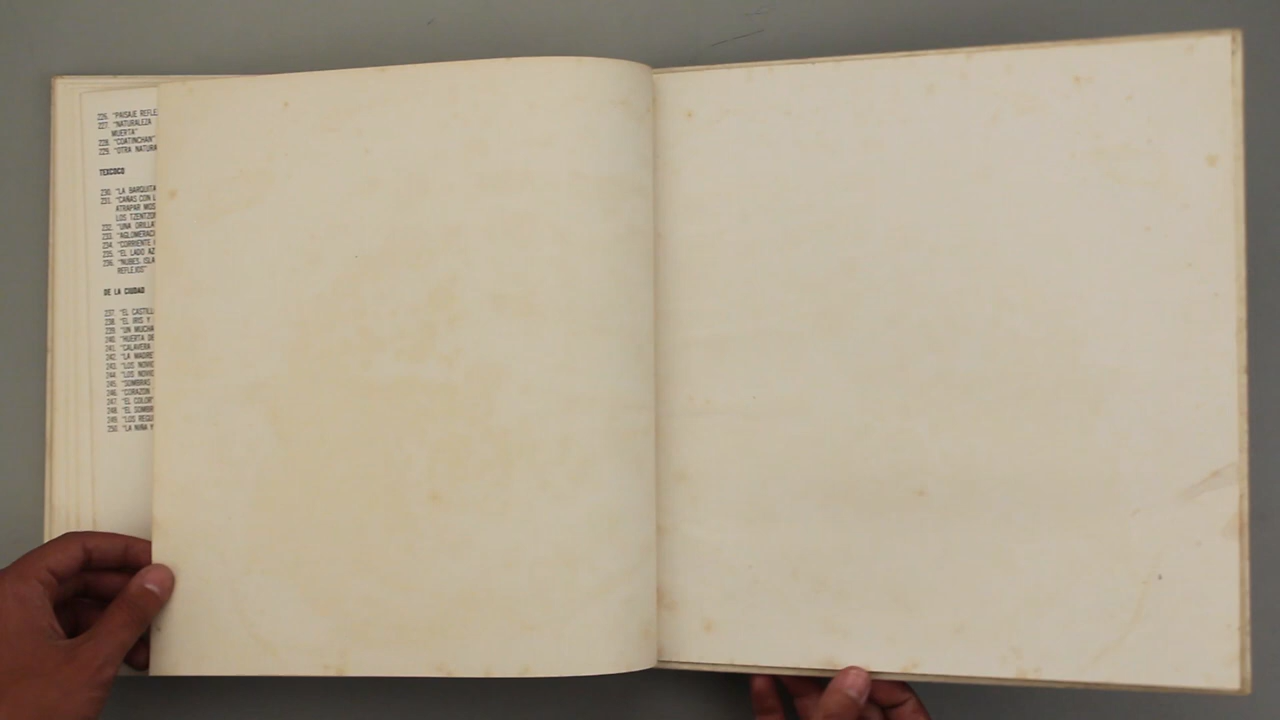 226. "PAISAJE REFLE
227. "NATURALEZA
MUERTA"
228. "COATINCHAN"
229. "OTRA NATURA
TEXCOCO
230. "LA BARQUITA
231. "CAÑAS CON L
ATRAPAR MOS
LOS TZENTZON
232. "UNA ORILLA
233. "AGLOMERACI
234. "CORRIENTE
235. "EL LADO AZ
236. "NUBES, ISLA
REFLEJOS"
DE LA CIUDAD
237. "EL CASTILL
238. "EL IRIS Y
239. "UN MUCHA
240. "HUERTA DE
241. "CALAVERA
242. "LA MADRE
243. "LOS NOVIO
244. "LOS NOVIO
245. "SOMBRAS
246. "CORAZON
247. "EL COLOR
248. "EL SOMBR
249. "LOS REGU
250. "LA NIÑA Y